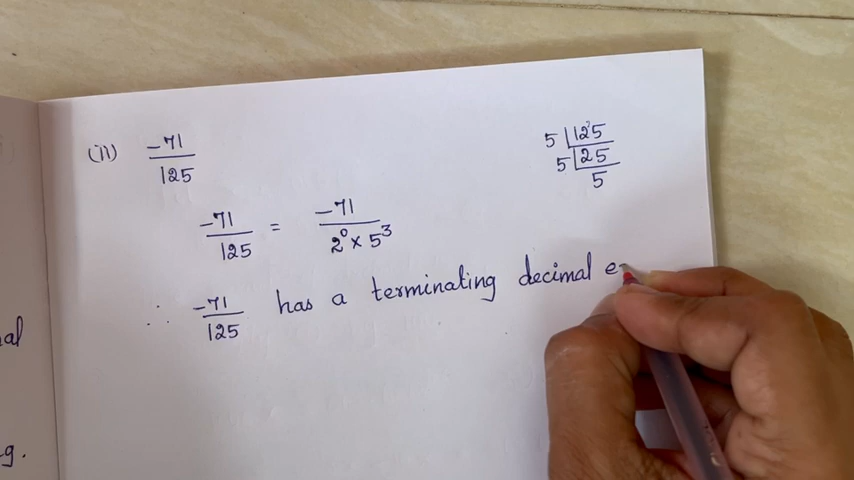 (ii) -71/125
5 | 125
5 | 25
5
-71/125 = -71/2⁰ × 5³
∴ -71/125 has a terminating decimal e
al
g.